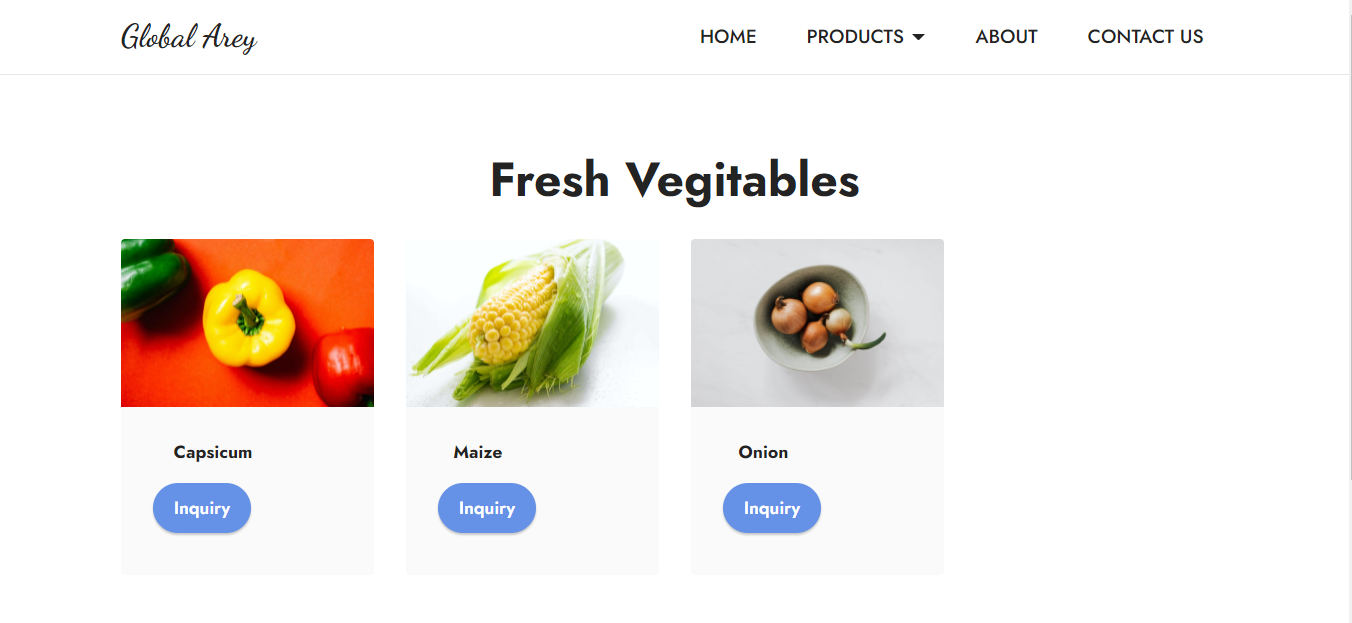 Global Arey HOME PRODUCTS ABOUT CONTACT US
Fresh Vegitables
Capsicum Maize Onion
Inquiry Inquiry Inquiry